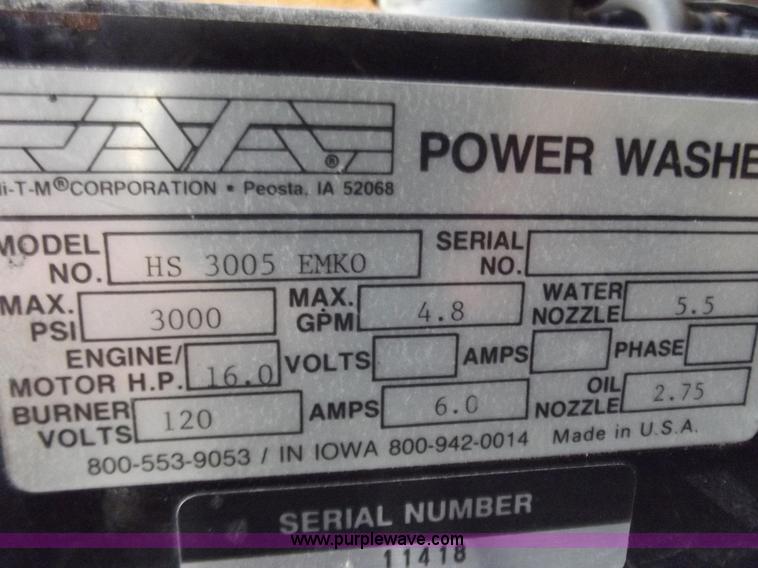 Hi-T-M® CORPORATION • Peosta, IA 52068
POWER WASHE
MODEL NO. HS 3005 EMKO SERIAL NO.
MAX. PSI 3000 MAX. GPM 4.8 WATER NOZZLE 5.5
ENGINE/ MOTOR H.P. 16.0 VOLTS AMPS PHASE
BURNER VOLTS 120 AMPS 6.0 OIL NOZZLE 2.75
800-553-9053 / IN IOWA 800-942-0014 Made in U.S.A.
SERIAL NUMBER
www.purplewave.com
11418